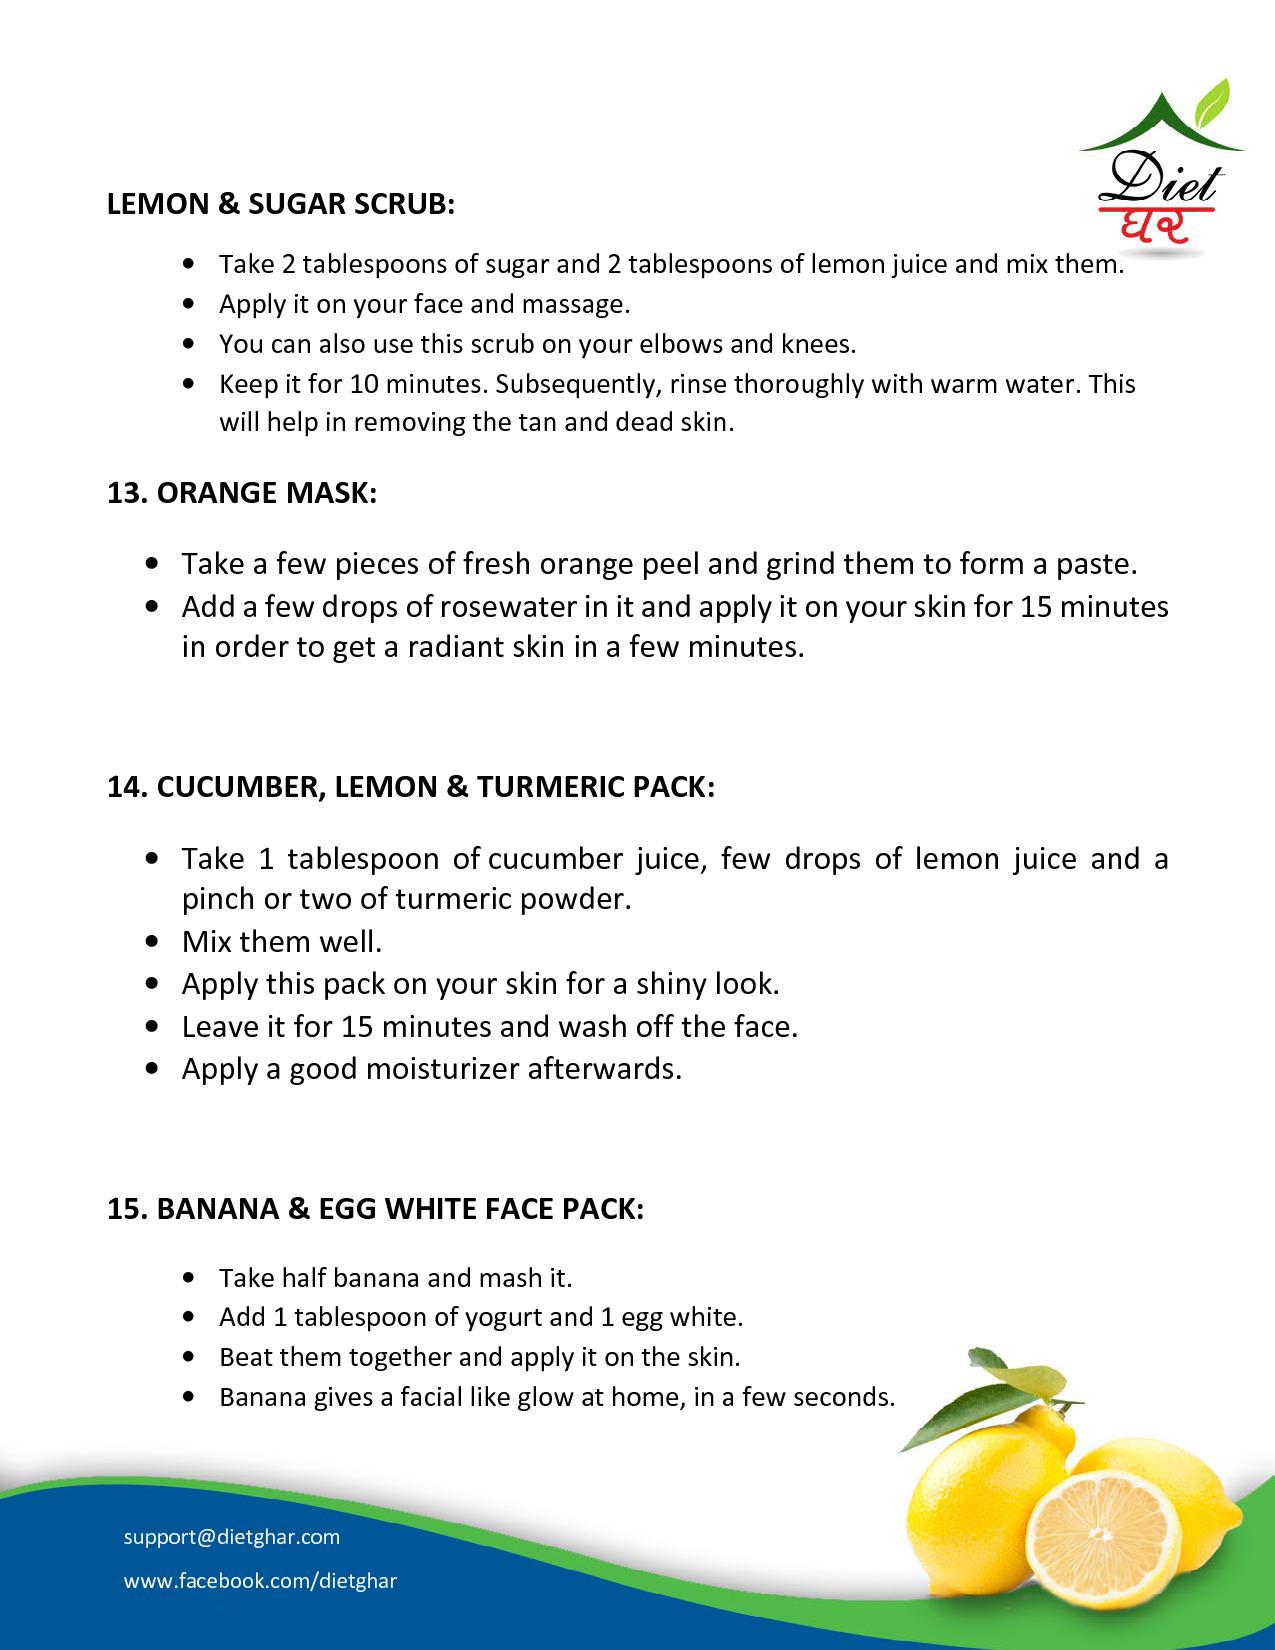 Diet
ઘર
LEMON & SUGAR SCRUB:
• Take 2 tablespoons of sugar and 2 tablespoons of lemon juice and mix them.
• Apply it on your face and massage.
• You can also use this scrub on your elbows and knees.
• Keep it for 10 minutes. Subsequently, rinse thoroughly with warm water. This
will help in removing the tan and dead skin.
13. ORANGE MASK:
• Take a few pieces of fresh orange peel and grind them to form a paste.
• Add a few drops of rosewater in it and apply it on your skin for 15 minutes
in order to get a radiant skin in a few minutes.
14. CUCUMBER, LEMON & TURMERIC PACK:
• Take 1 tablespoon of cucumber juice, few drops of lemon juice and a
pinch or two of turmeric powder.
• Mix them well.
• Apply this pack on your skin for a shiny look.
• Leave it for 15 minutes and wash off the face.
• Apply a good moisturizer afterwards.
15. BANANA & EGG WHITE FACE PACK:
• Take half banana and mash it.
• Add 1 tablespoon of yogurt and 1 egg white.
• Beat them together and apply it on the skin.
• Banana gives a facial like glow at home, in a few seconds.
support@dietghar.com
www.facebook.com/dietghar